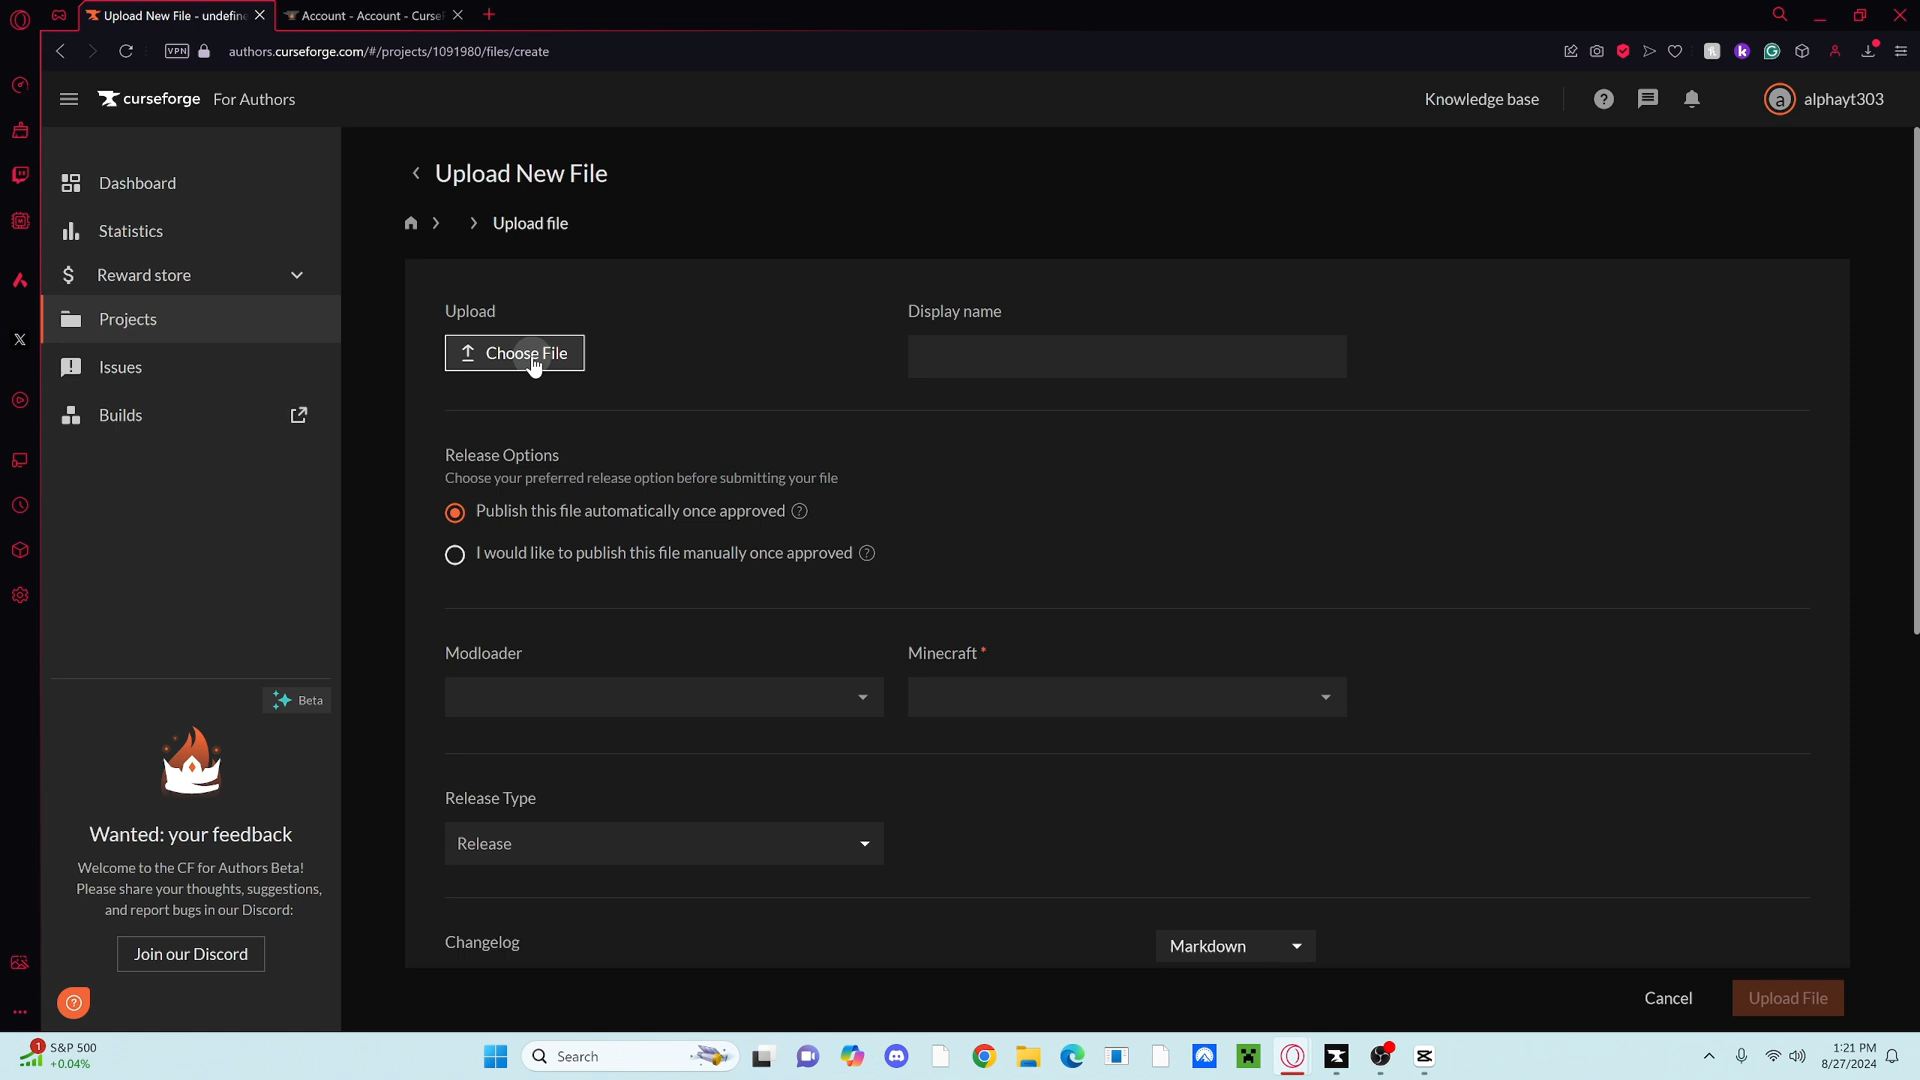 Upload New File - undefine
Account - Account - Curse
VPN
authors.curseforge.com/#/projects/1091980/files/create
curseforge For Authors
Knowledge base
a
alphayt303
Dashboard
Statistics
Reward store
Projects
Issues
Builds
Upload New File
Upload file
Upload
Display name
Choose File
Release Options
Choose your preferred release option before submitting your file
Publish this file automatically once approved
I would like to publish this file manually once approved
Modloader
Minecraft *
Release Type
Release
Changelog
Markdown
Cancel
Upload File
Beta
Wanted: your feedback
Welcome to the CF for Authors Beta!
Please share your thoughts, suggestions,
and report bugs in our Discord:
Join our Discord
1
S&P 500
+0.04%
Search
1:21 PM
8/27/2024